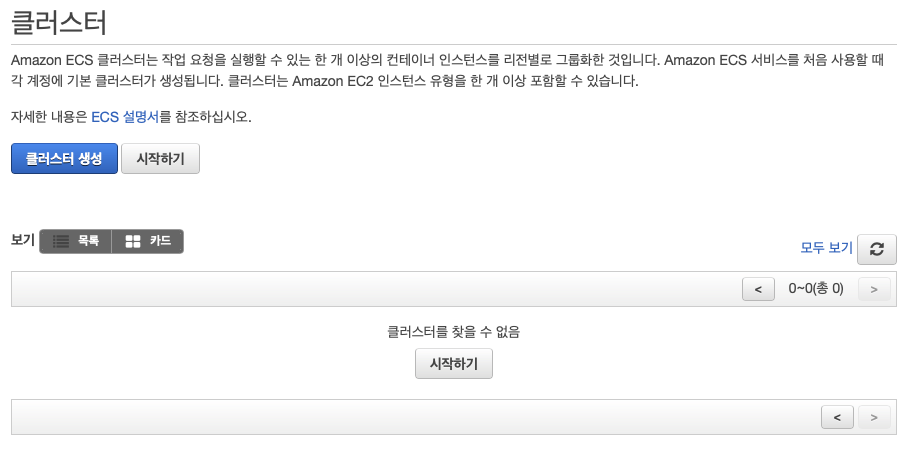 클러스터
Amazon ECS 클러스터는 작업 요청을 실행할 수 있는 한 개 이상의 컨테이너 인스턴스를 리전별로 그룹화한 것입니다. Amazon ECS 서비스를 처음 사용할 때
각 계정에 기본 클러스터가 생성됩니다. 클러스터는 Amazon EC2 인스턴스 유형을 한 개 이상 포함할 수 있습니다.
자세한 내용은 ECS 설명서를 참조하십시오.
클러스터 생성 시작하기
보기 목록 카드
모두 보기
< 0~0(총 0) >
클러스터를 찾을 수 없음
시작하기
< >